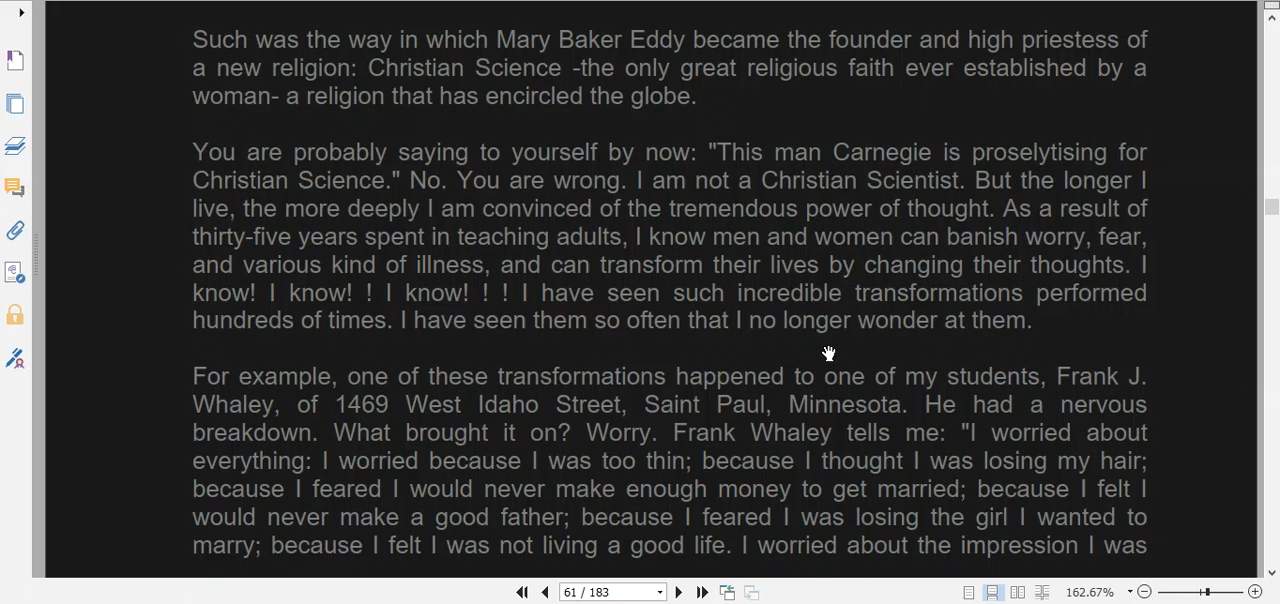 Such was the way in which Mary Baker Eddy became the founder and high priestess of
a new religion: Christian Science -the only great religious faith ever established by a
woman- a religion that has encircled the globe.
You are probably saying to yourself by now: "This man Carnegie is proselytising for
Christian Science." No. You are wrong. I am not a Christian Scientist. But the longer I
live, the more deeply I am convinced of the tremendous power of thought. As a result of
thirty-five years spent in teaching adults, I know men and women can banish worry, fear,
and various kind of illness, and can transform their lives by changing their thoughts. I
know! I know! ! I know! ! ! I have seen such incredible transformations performed
hundreds of times. I have seen them so often that I no longer wonder at them.
For example, one of these transformations happened to one of my students, Frank J.
Whaley, of 1469 West Idaho Street, Saint Paul, Minnesota. He had a nervous
breakdown. What brought it on? Worry. Frank Whaley tells me: "I worried about
everything: I worried because I was too thin; because I thought I was losing my hair;
because I feared I would never make enough money to get married; because I felt I
would never make a good father; because I feared I was losing the girl I wanted to
marry; because I felt I was not living a good life. I worried about the impression I was
61 / 183
162.67%